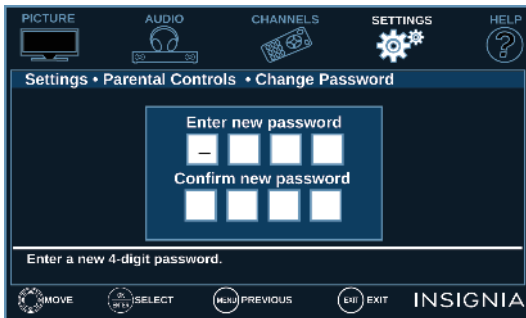 PICTURE AUDIO CHANNELS SETTINGS HELP
Settings • Parental Controls • Change Password
Enter new password
_
Confirm new password
Enter a new 4-digit password.
MOVE OK ENTER SELECT MENU PREVIOUS EXIT EXIT INSIGNIA